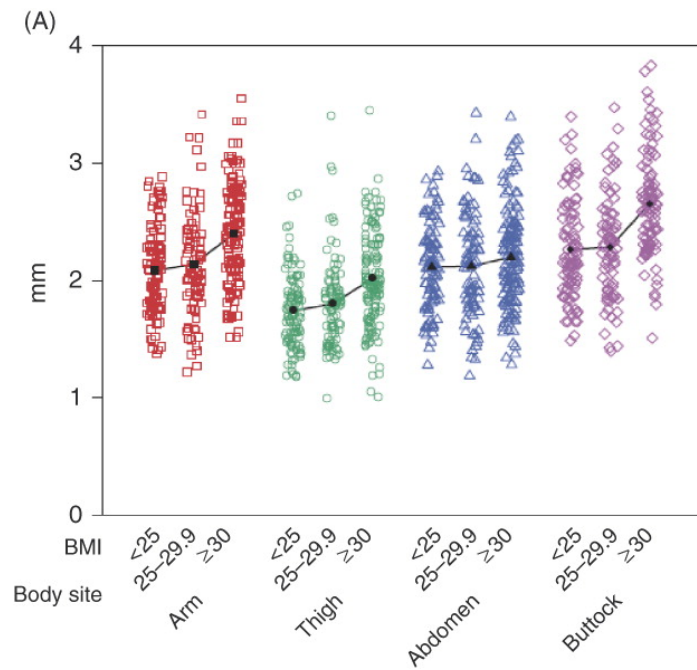 (A)
4
3
2
1
0
mm
BMI <25 25–29.9 ≥30 <25 25–29.9 ≥30 <25 25–29.9 ≥30 <25 25–29.9 ≥30
Body site Arm Thigh Abdomen Buttock